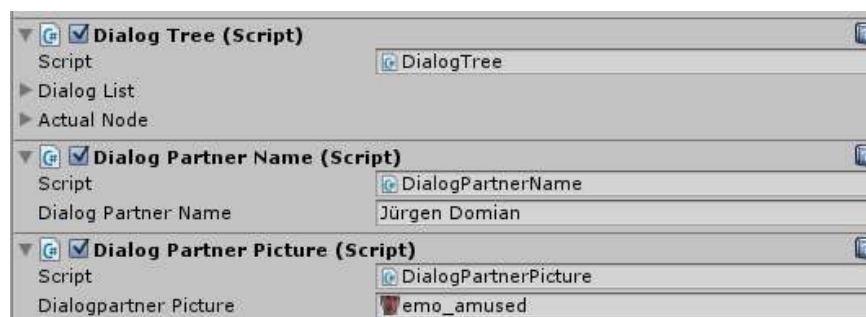 Dialog Tree (Script)
Script DialogTree
Dialog List
Actual Node
Dialog Partner Name (Script)
Script DialogPartnerName
Dialog Partner Name Jürgen Domian
Dialog Partner Picture (Script)
Script DialogPartnerPicture
Dialogpartner Picture emo_amused